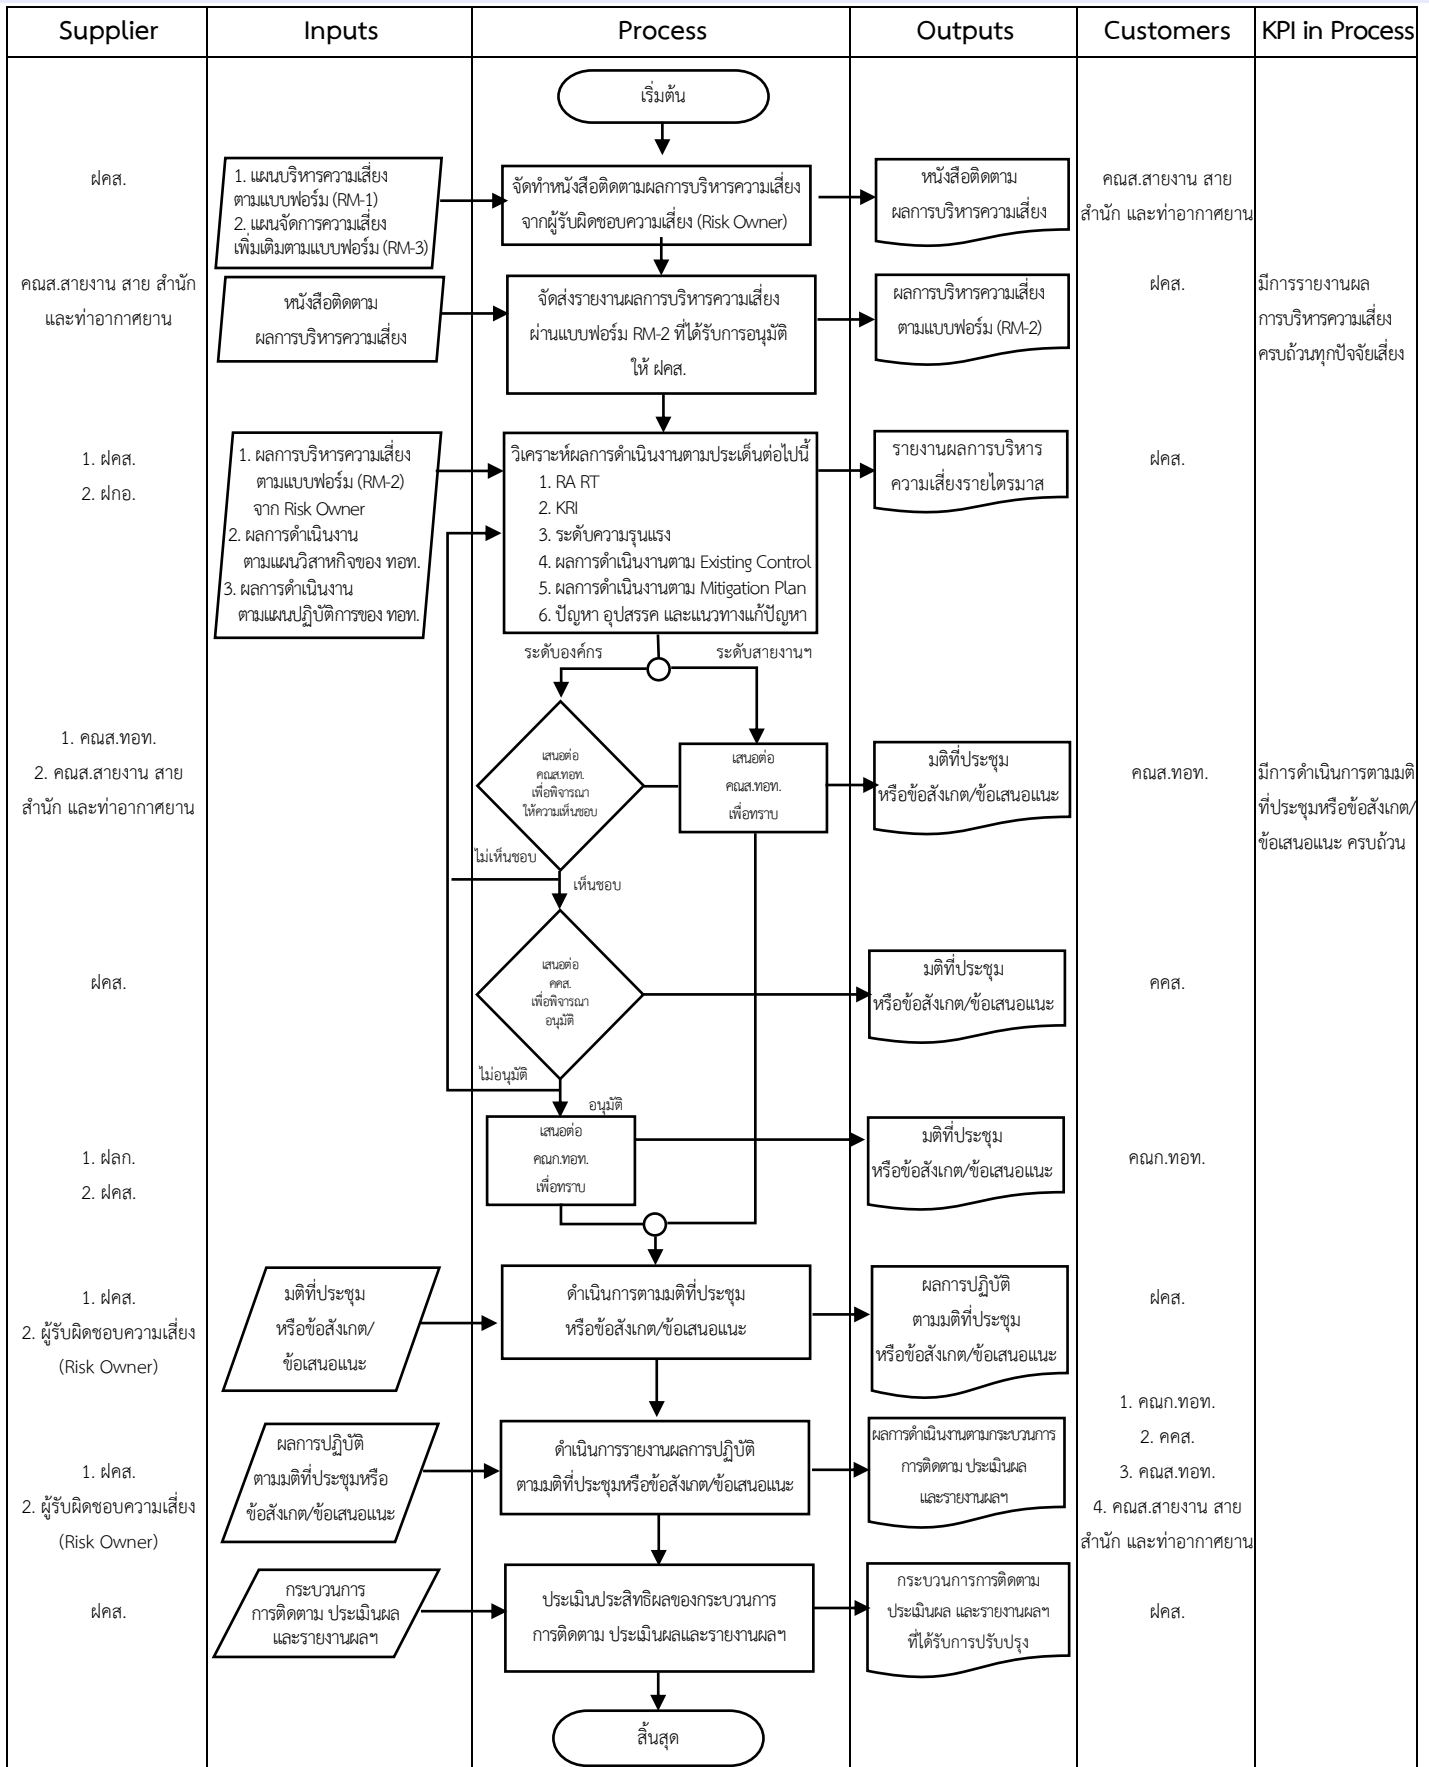 Supplier
Inputs
Process
Outputs
Customers
KPI in Process
เริ่มต้น
ฝคส.
1. แผนบริหารความเสี่ยง
ตามแบบฟอร์ม (RM-1)
2. แผนจัดการความเสี่ยง
เพิ่มเติมตามแบบฟอร์ม (RM-3)
จัดทำหนังสือติดตามผลการบริหารความเสี่ยง
จากผู้รับผิดชอบความเสี่ยง (Risk Owner)
หนังสือติดตาม
ผลการบริหารความเสี่ยง
คณส.สายงาน สาย
สำนัก และท่าอากาศยาน
คณส.สายงาน สาย สำนัก
และท่าอากาศยาน
หนังสือติดตาม
ผลการบริหารความเสี่ยง
จัดส่งรายงานผลการบริหารความเสี่ยง
ผ่านแบบฟอร์ม RM-2 ที่ได้รับการอนุมัติ
ให้ ฝคส.
ผลการบริหารความเสี่ยง
ตามแบบฟอร์ม (RM-2)
ฝคส.
มีการรายงานผล
การบริหารความเสี่ยง
ครบถ้วนทุกปัจจัยเสี่ยง
1. ฝคส.
2. ฝกอ.
1. ผลการบริหารความเสี่ยง
ตามแบบฟอร์ม (RM-2)
จาก Risk Owner
2. ผลการดำเนินงาน
ตามแผนวิสาหกิจของ ทอท.
3. ผลการดำเนินงาน
ตามแผนปฏิบัติการของ ทอท.
วิเคราะห์ผลการดำเนินงานตามประเด็นต่อไปนี้
1. RA RT
2. KRI
3. ระดับความรุนแรง
4. ผลการดำเนินงานตาม Existing Control
5. ผลการดำเนินงานตาม Mitigation Plan
6. ปัญหา อุปสรรค และแนวทางแก้ปัญหา
รายงานผลการบริหาร
ความเสี่ยงรายไตรมาส
ฝคส.
ระดับองค์กร
ระดับสายงานฯ
1. คณส.ทอท.
2. คณส.สายงาน สาย
สำนัก และท่าอากาศยาน
เสนอต่อ
คณส.ทอท.
เพื่อพิจารณา
ให้ความเห็นชอบ
เสนอต่อ
คณส.ทอท.
เพื่อทราบ
มติที่ประชุม
หรือข้อสังเกต/ข้อเสนอแนะ
คณส.ทอท.
มีการดำเนินการตามมติ
ที่ประชุมหรือข้อสังเกต/
ข้อเสนอแนะ ครบถ้วน
ไม่เห็นชอบ
เห็นชอบ
ฝคส.
เสนอต่อ
คคส.
เพื่อพิจารณา
อนุมัติ
มติที่ประชุม
หรือข้อสังเกต/ข้อเสนอแนะ
คคส.
ไม่อนุมัติ
อนุมัติ
1. ฝลก.
2. ฝคส.
เสนอต่อ
คณก.ทอท.
เพื่อทราบ
มติที่ประชุม
หรือข้อสังเกต/ข้อเสนอแนะ
คณก.ทอท.
1. ฝคส.
2. ผู้รับผิดชอบความเสี่ยง
(Risk Owner)
มติที่ประชุม
หรือข้อสังเกต/
ข้อเสนอแนะ
ดำเนินการตามมติที่ประชุม
หรือข้อสังเกต/ข้อเสนอแนะ
ผลการปฏิบัติ
ตามมติที่ประชุม
หรือข้อสังเกต/ข้อเสนอแนะ
ฝคส.
1. ฝคส.
2. ผู้รับผิดชอบความเสี่ยง
(Risk Owner)
ผลการปฏิบัติ
ตามมติที่ประชุมหรือ
ข้อสังเกต/ข้อเสนอแนะ
ดำเนินการรายงานผลการปฏิบัติ
ตามมติที่ประชุมหรือข้อสังเกต/ข้อเสนอแนะ
ผลการดำเนินงานตามกระบวนการ
การติดตาม ประเมินผล
และรายงานผลฯ
1. คณก.ทอท.
2. คคส.
3. คณส.ทอท.
4. คณส.สายงาน สาย
สำนัก และท่าอากาศยาน
ฝคส.
กระบวนการ
การติดตาม ประเมินผล
และรายงานผลฯ
ประเมินประสิทธิผลของกระบวนการ
การติดตาม ประเมินผลและรายงานผลฯ
กระบวนการการติดตาม
ประเมินผล และรายงานผลฯ
ที่ได้รับการปรับปรุง
ฝคส.
สิ้นสุด